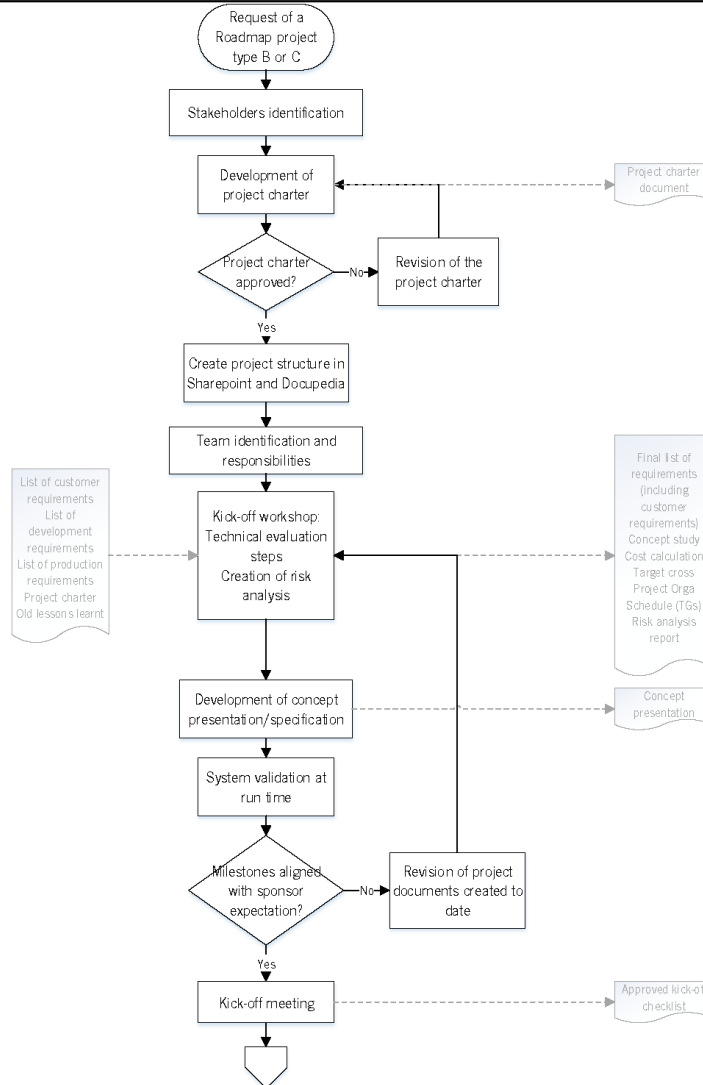 Request of a
Roadmap project
type B or C
Stakeholders identification
Development of
project charter
Project charter
document
Project charter
approved?
No
Revision of the
project charter
Yes
Create project structure in
Sharepoint and Docupedia
Team identification and
responsibilities
List of customer
requirements
List of
development
requirements
List of production
requirements
Project charter
Old lessons learnt
Kick-off workshop:
Technical evaluation
steps
Creation of risk
analysis
Final list of
requirements
(including
customer
requirements)
Concept study
Cost calculation
Target cross
Project Orga
Schedule (TGs)
Risk analysis
report
Development of concept
presentation/specification
Concept
presentation
System validation at
run time
Milestones aligned
with sponsor
expectation?
No
Revision of project
documents created to
date
Yes
Kick-off meeting
Approved kick-of
checklist